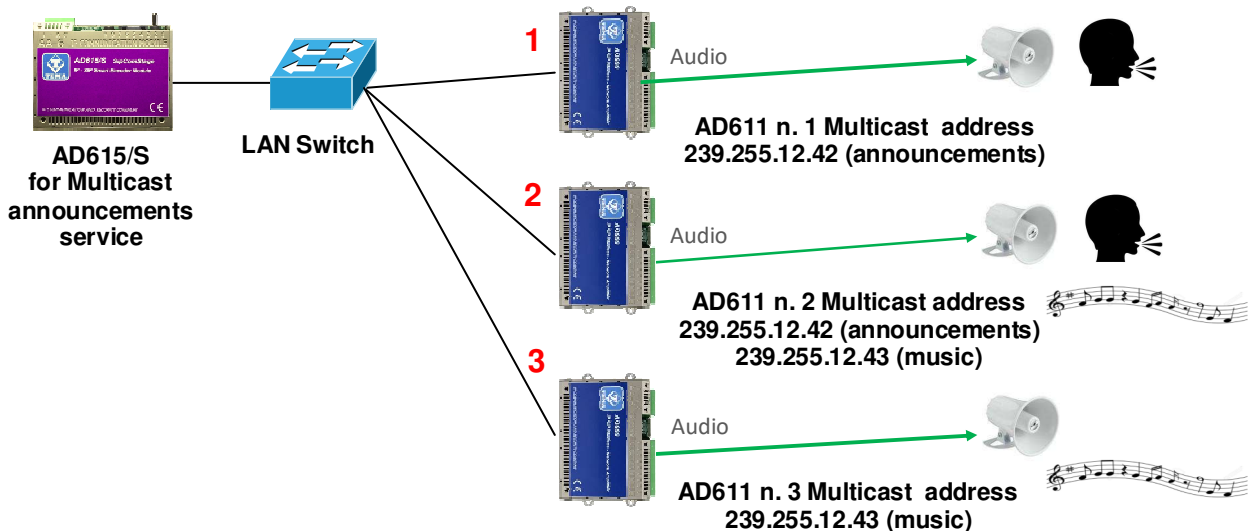 AD615/S
TEMA
AD615/S
for Multicast
announcements
service
LAN Switch
1
Audio
AD611 n. 1 Multicast  address
239.255.12.42 (announcements)
2
Audio
AD611 n. 2 Multicast address
239.255.12.42 (announcements)
239.255.12.43 (music)
3
Audio
AD611 n. 3 Multicast  address
239.255.12.43 (music)